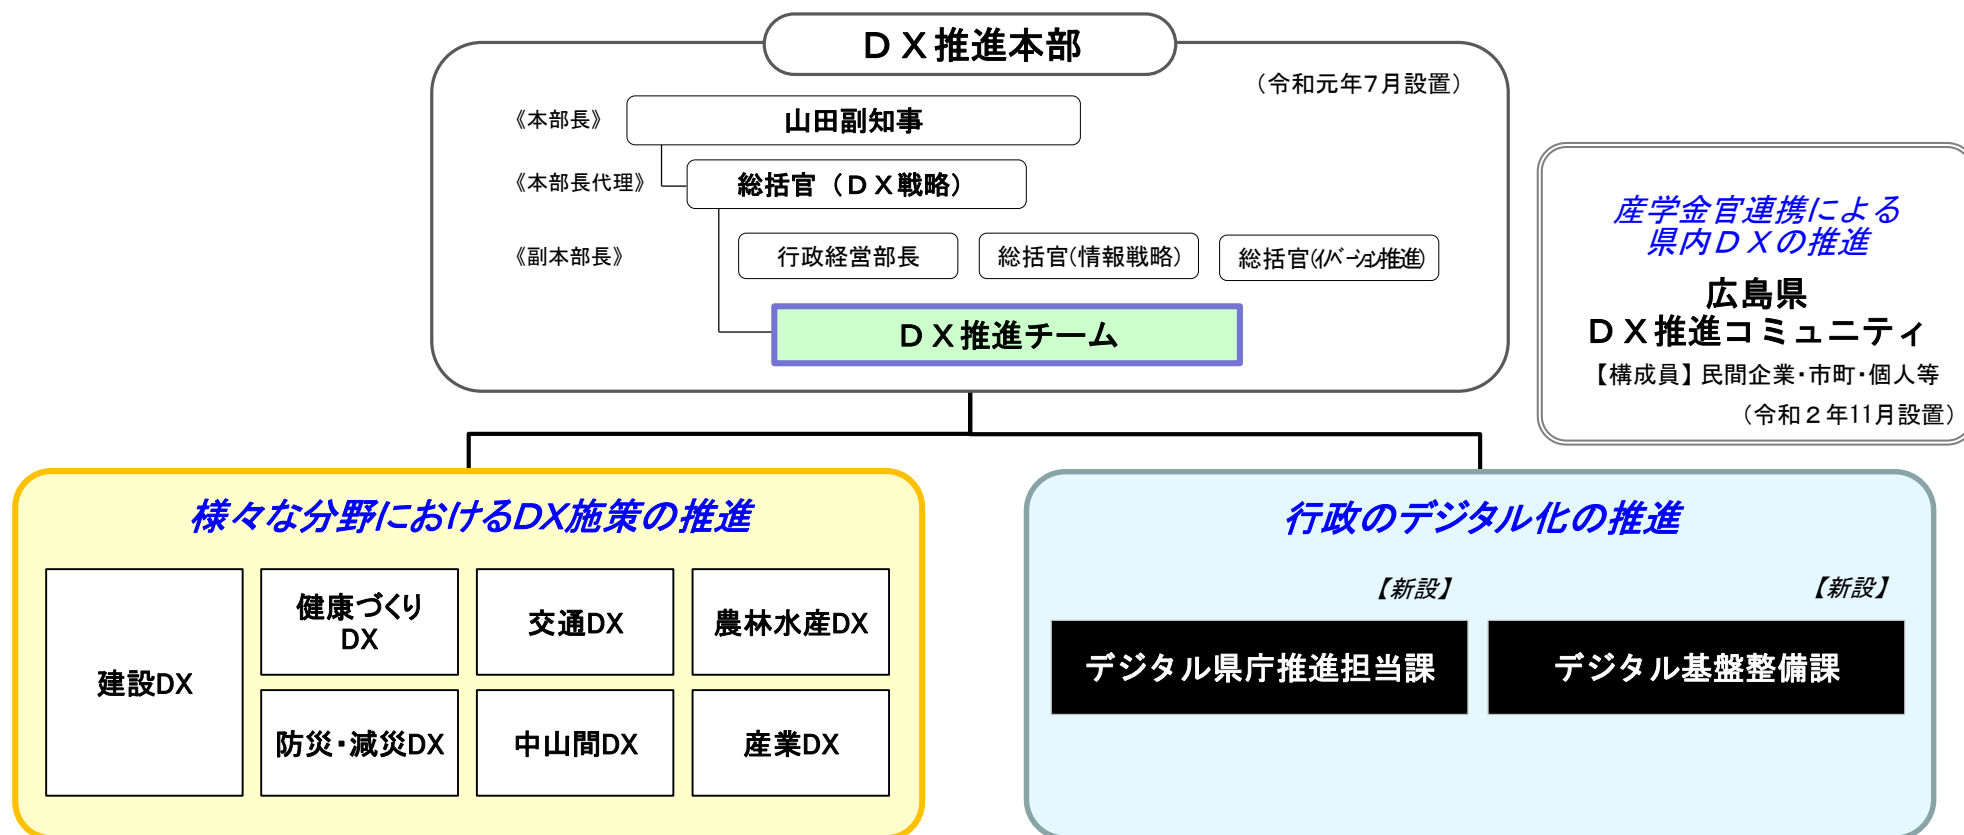 ＤＸ推進本部
（令和元年7月設置）
《本部長》
山田副知事
《本部長代理》
総括官（ＤＸ戦略）
《副本部長》
行政経営部長
総括官(情報戦略)
総括官(ｲﾉﾍﾞｰｼｮﾝ推進)
ＤＸ推進チーム
産学金官連携による
県内ＤＸの推進
広島県
ＤＸ推進コミュニティ
【構成員】民間企業・市町・個人等
（令和２年11月設置）
様々な分野におけるDX施策の推進
建設DX
健康づくり
DX
交通DX
農林水産DX
防災・減災DX
中山間DX
産業DX
行政のデジタル化の推進
【新設】
デジタル県庁推進担当課
【新設】
デジタル基盤整備課